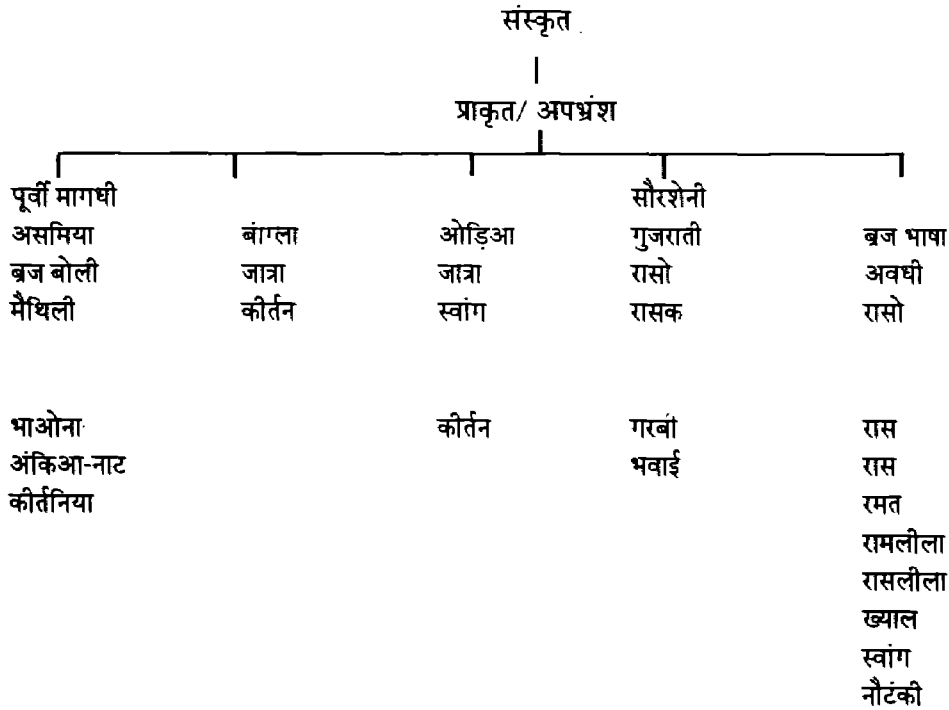 संस्कृत
प्राकृत/ अपभ्रंश
पूर्वी मागधी सौरशेनी
असमिया बांग्ला ओड़िआ गुजराती ब्रज भाषा
ब्रज बोली जात्रा जात्रा रासो अवधी
मैथिली कीर्तन स्वांग रासक रासो
भाओना कीर्तन गरबी रास
अंकिआ-नाट भवाई रास
कीर्तनिया रमत
रामलीला
रासलीला
ख्याल
स्वांग
नौटंकी